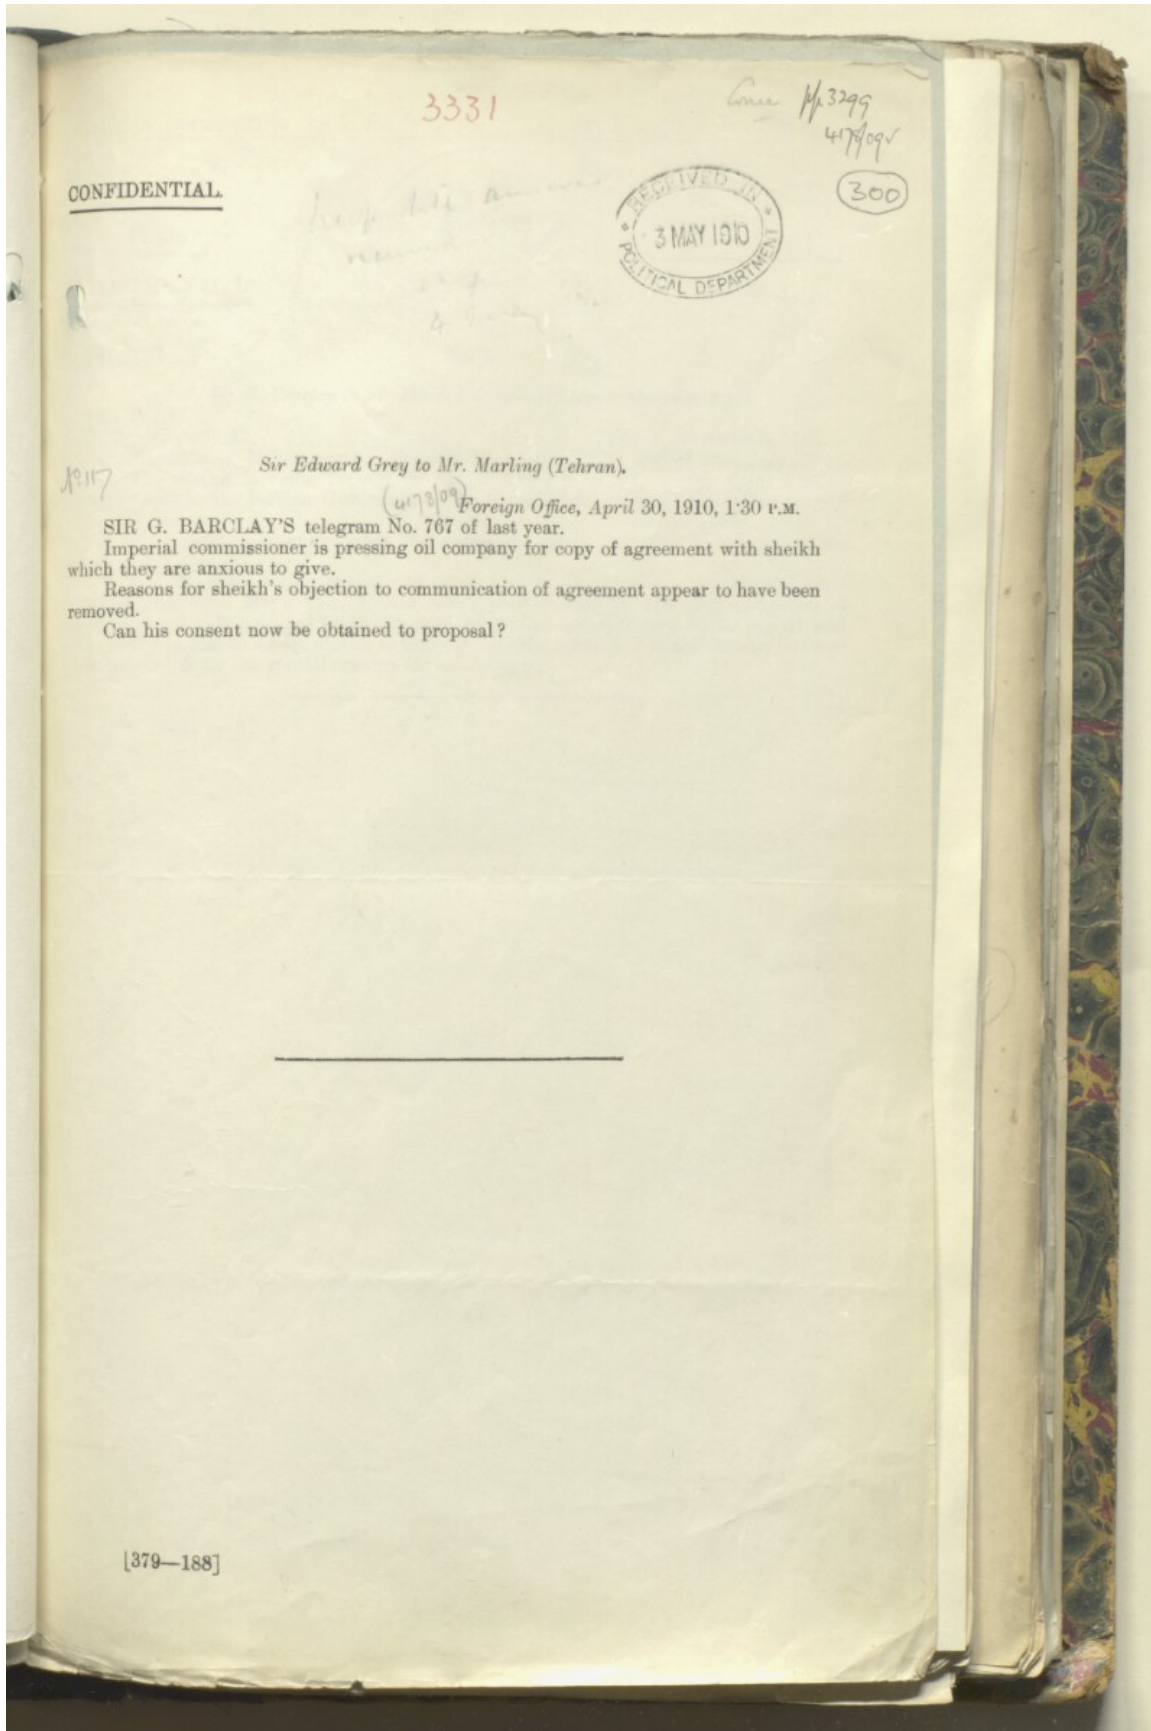 3331
3299
4178/09
CONFIDENTIAL.
300
RECEIVED IN
3 MAY 1910
POLITICAL DEPARTMENT
Sir Edward Grey to Mr. Marling (Tehran).
No 117
(4178/09)
Foreign Office, April 30, 1910, 1·30 P.M.
SIR G. BARCLAY'S telegram No. 767 of last year.
Imperial commissioner is pressing oil company for copy of agreement with sheikh
which they are anxious to give.
Reasons for sheikh's objection to communication of agreement appear to have been
removed.
Can his consent now be obtained to proposal?
[379—188]